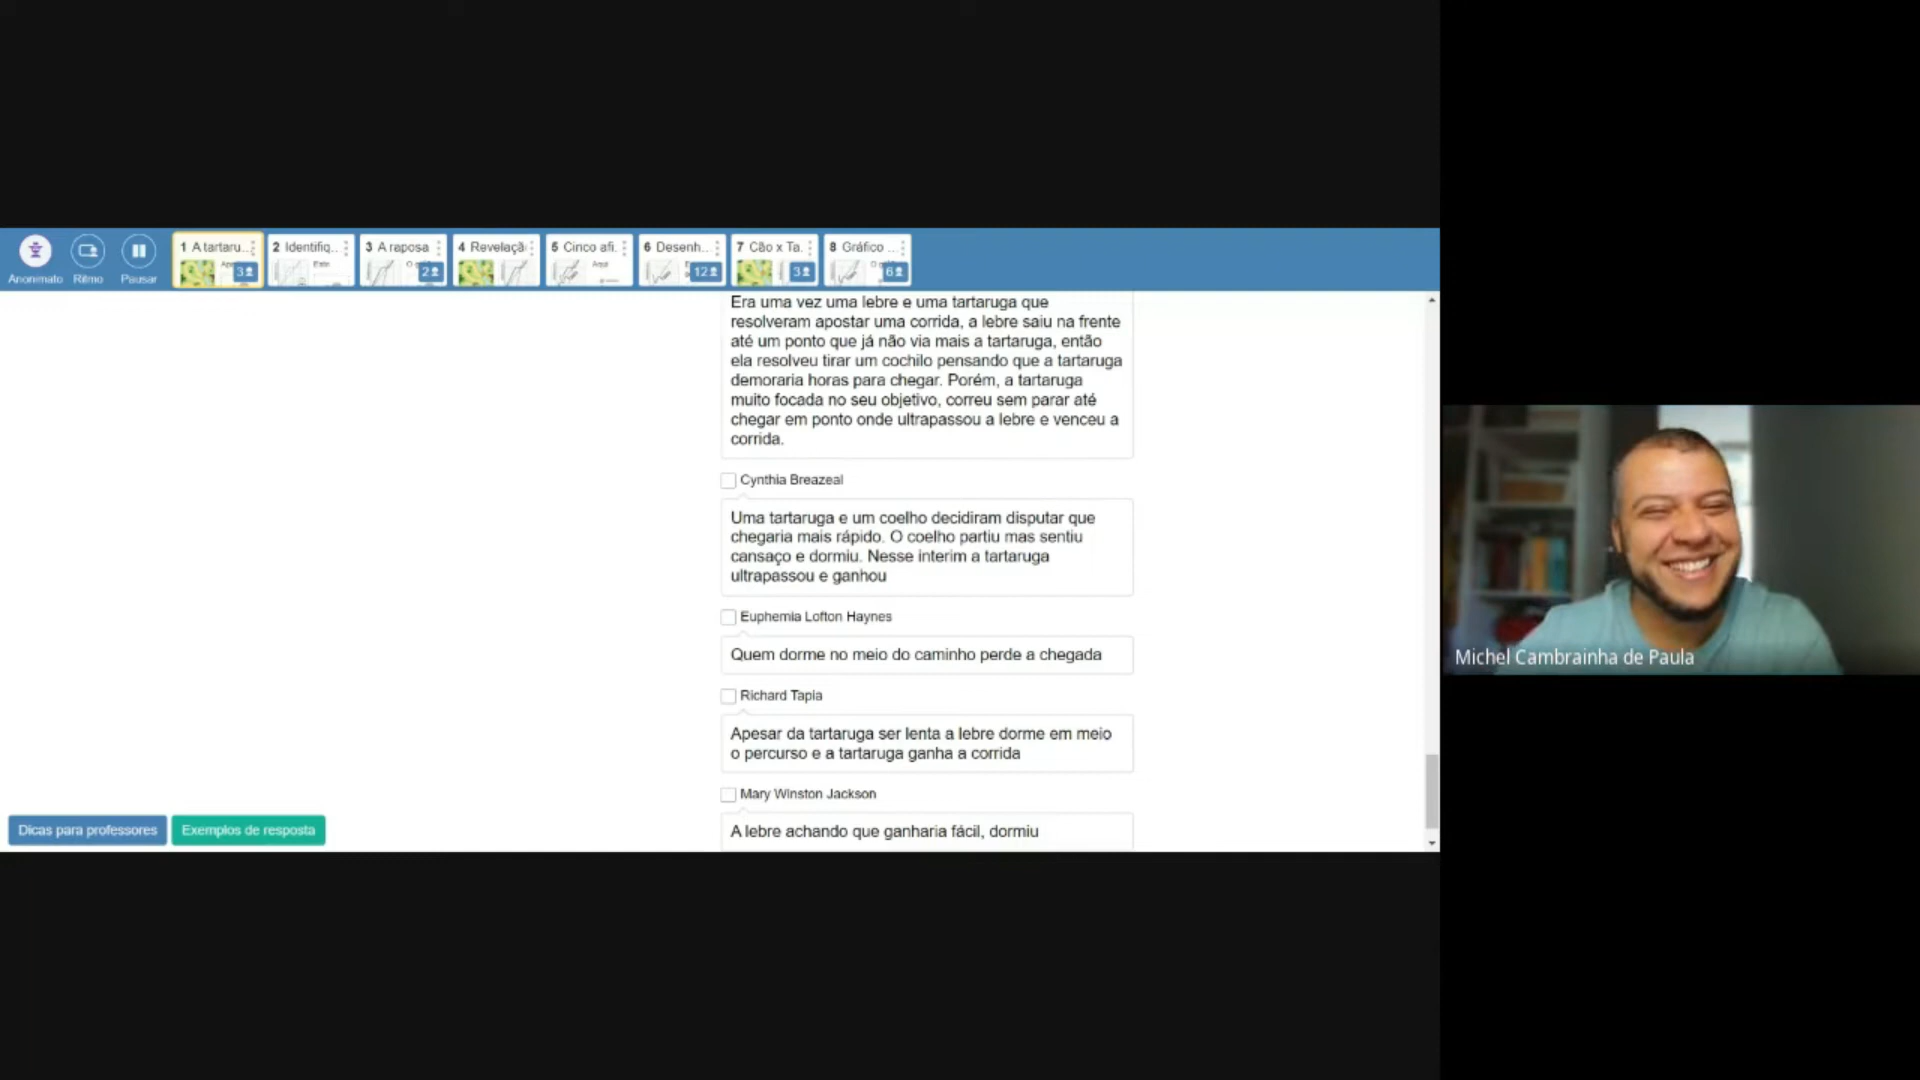 Anonimato Ritmo Pausar
1 A tartaru... 2 Identifiq... 3 A raposa 4 Revelaçã 5 Cinco afi. 6 Desenh... 7 Cão x Ta. 8 Gráfico ...
3 2 12 3 6
Era uma vez uma lebre e uma tartaruga que
resolveram apostar uma corrida, a lebre saiu na frente
até um ponto que já não via mais a tartaruga, então
ela resolveu tirar um cochilo pensando que a tartaruga
demoraria horas para chegar. Porém, a tartaruga
muito focada no seu objetivo, correu sem parar até
chegar em ponto onde ultrapassou a lebre e venceu a
corrida.
Cynthia Breazeal
Uma tartaruga e um coelho decidiram disputar que
chegaria mais rápido. O coelho partiu mas sentiu
cansaço e dormiu. Nesse interim a tartaruga
ultrapassou e ganhou
Euphemia Lofton Haynes
Quem dorme no meio do caminho perde a chegada
Richard Tapia
Apesar da tartaruga ser lenta a lebre dorme em meio
o percurso e a tartaruga ganha a corrida
Mary Winston Jackson
A lebre achando que ganharia fácil, dormiu
Dicas para professores Exemplos de resposta
Michel Cambrainha de Paula